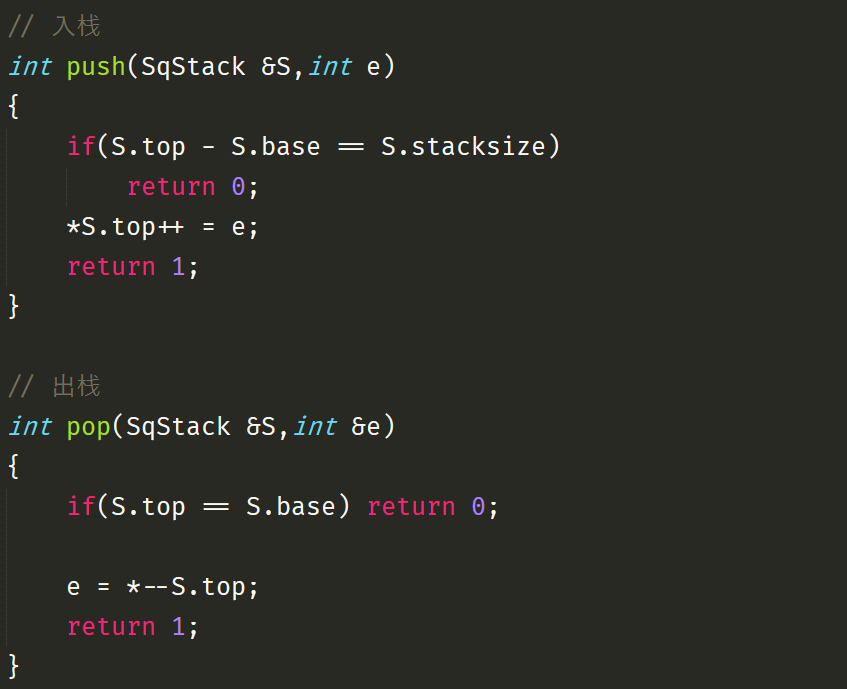 // 入栈
int push(SqStack &S,int e)
{
    if(S.top - S.base == S.stacksize)
        return 0;
    *S.top++ = e;
    return 1;
}
// 出栈
int pop(SqStack &S,int &e)
{
    if(S.top == S.base) return 0;
    e = *--S.top;
    return 1;
}